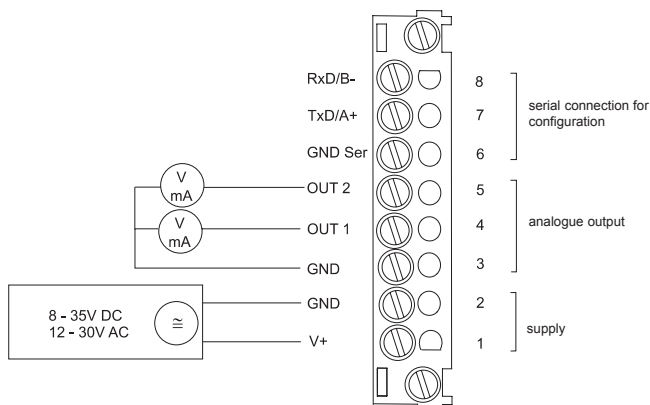 RxD/B- 8
TxD/A+ 7
GND Ser 6
serial connection for
configuration
V
mA
OUT 2 5
V
mA
OUT 1 4
GND 3
analogue output
GND 2
8 - 35V DC
12 - 30V AC
≅
V+ 1
supply